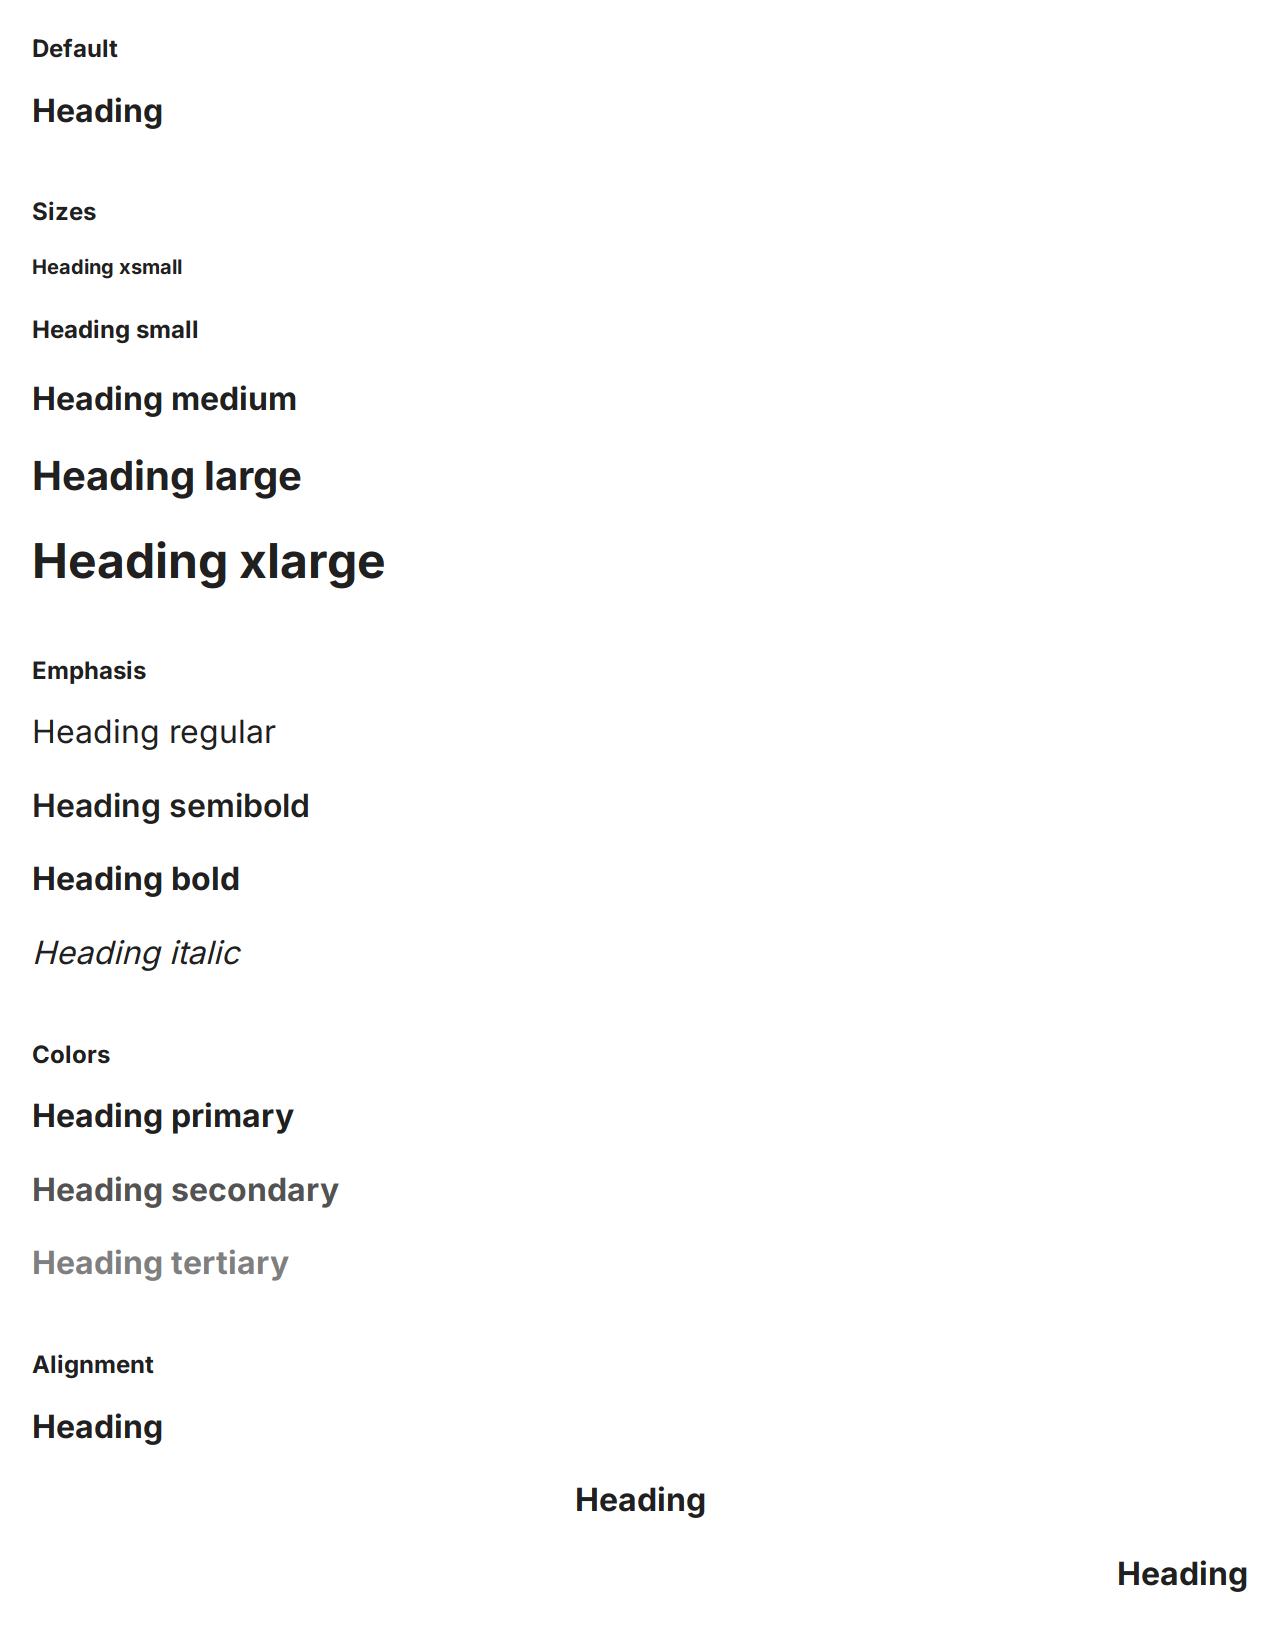 Default
Heading
Sizes
Heading xsmall
Heading small
Heading medium
Heading large
Heading xlarge
Emphasis
Heading regular
Heading semibold
Heading bold
Heading italic
Colors
Heading primary
Heading secondary
Heading tertiary
Alignment
Heading
Heading
Heading